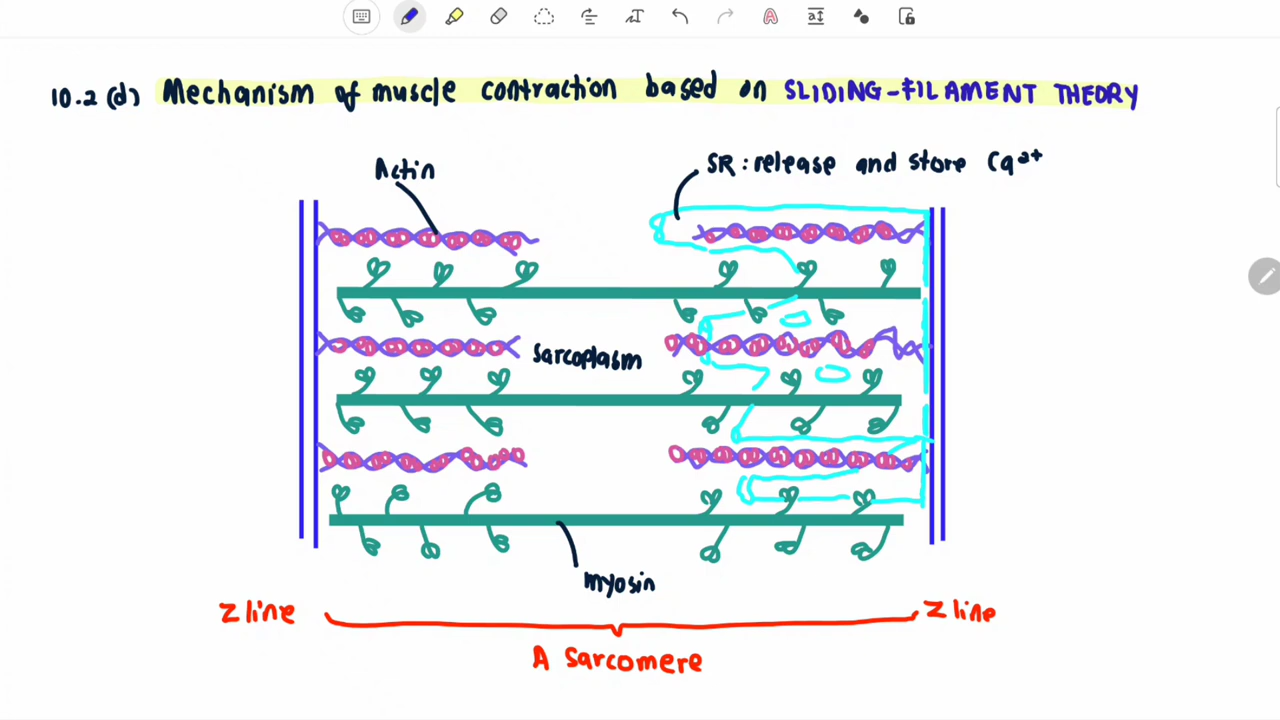 10.2 (d) Mechanism of muscle contraction based on SLIDING-FILAMENT THEORY
Actin
SR: release and store Ca2+
Sarcoplasm
myosin
Z line
Z line
A sarcomere